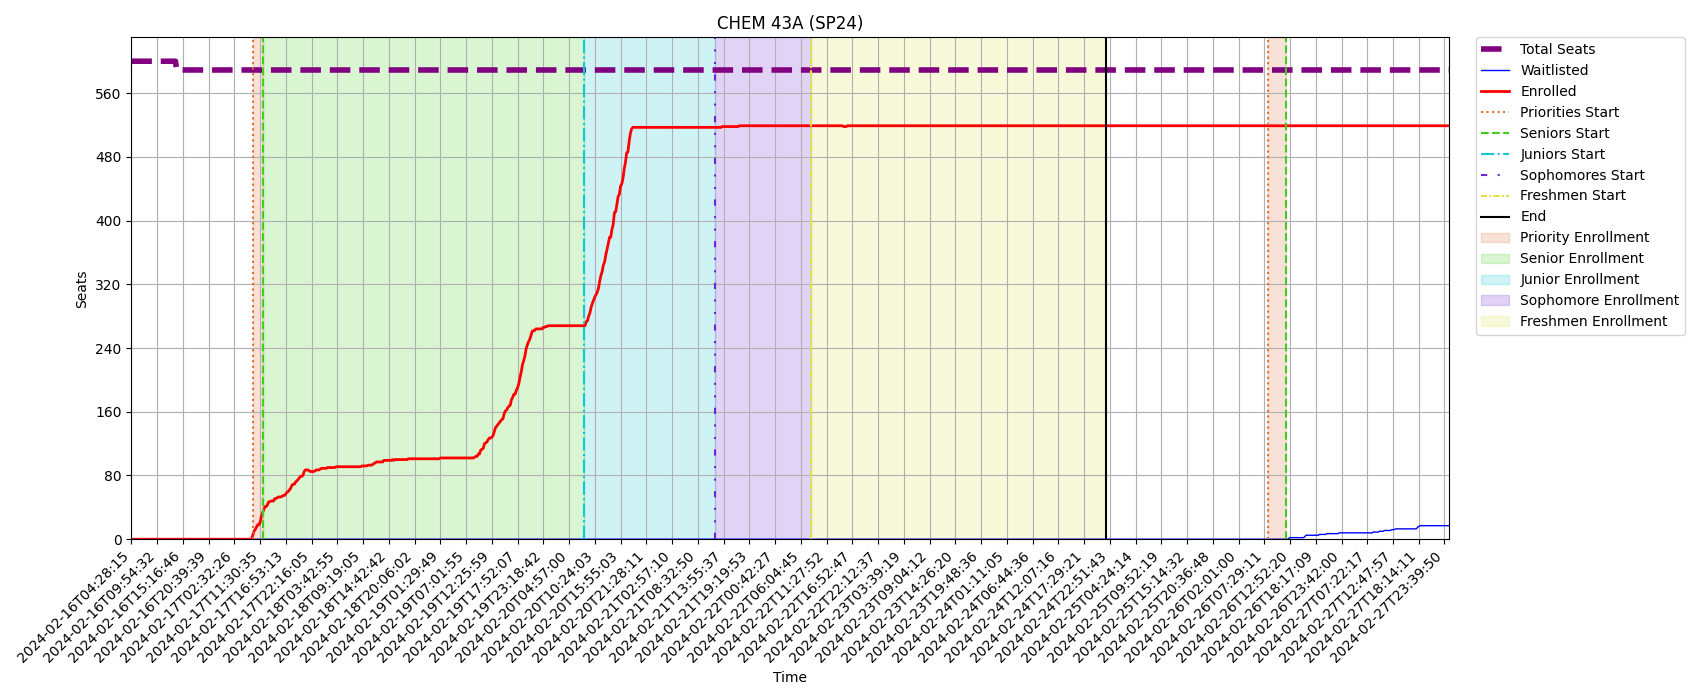 CHEM 43A (SP24)
Total Seats
Waitlisted
Enrolled
Priorities Start
Seniors Start
Juniors Start
Sophomores Start
Freshmen Start
End
Priority Enrollment
Senior Enrollment
Junior Enrollment
Sophomore Enrollment
Freshmen Enrollment
Seats
560
480
400
320
240
160
80
0
2024-02-16T04:28:15
2024-02-16T09:54:32
2024-02-16T15:16:46
2024-02-16T20:39:39
2024-02-17T02:32:26
2024-02-17T11:30:35
2024-02-17T16:53:13
2024-02-17T22:16:05
2024-02-18T03:42:55
2024-02-18T09:19:05
2024-02-18T14:42:42
2024-02-18T20:06:02
2024-02-19T01:29:49
2024-02-19T07:01:55
2024-02-19T12:25:59
2024-02-19T17:52:07
2024-02-19T23:18:42
2024-02-20T04:57:00
2024-02-20T10:24:03
2024-02-20T15:55:03
2024-02-20T21:28:11
2024-02-21T02:57:10
2024-02-21T08:32:50
2024-02-21T13:55:37
2024-02-21T19:19:53
2024-02-22T00:42:27
2024-02-22T06:04:45
2024-02-22T11:27:52
2024-02-22T16:52:47
2024-02-22T22:12:37
2024-02-23T03:39:19
2024-02-23T09:04:12
2024-02-23T14:26:20
2024-02-23T19:48:36
2024-02-24T01:11:05
2024-02-24T06:44:36
2024-02-24T12:07:16
2024-02-24T17:29:21
2024-02-24T22:51:43
2024-02-25T04:24:14
2024-02-25T09:52:19
2024-02-25T15:14:32
2024-02-25T20:36:48
2024-02-26T02:01:00
2024-02-26T07:29:11
2024-02-26T12:52:20
2024-02-26T18:17:09
2024-02-26T23:42:00
2024-02-27T07:22:17
2024-02-27T12:47:57
2024-02-27T18:14:11
2024-02-27T23:39:50
Time